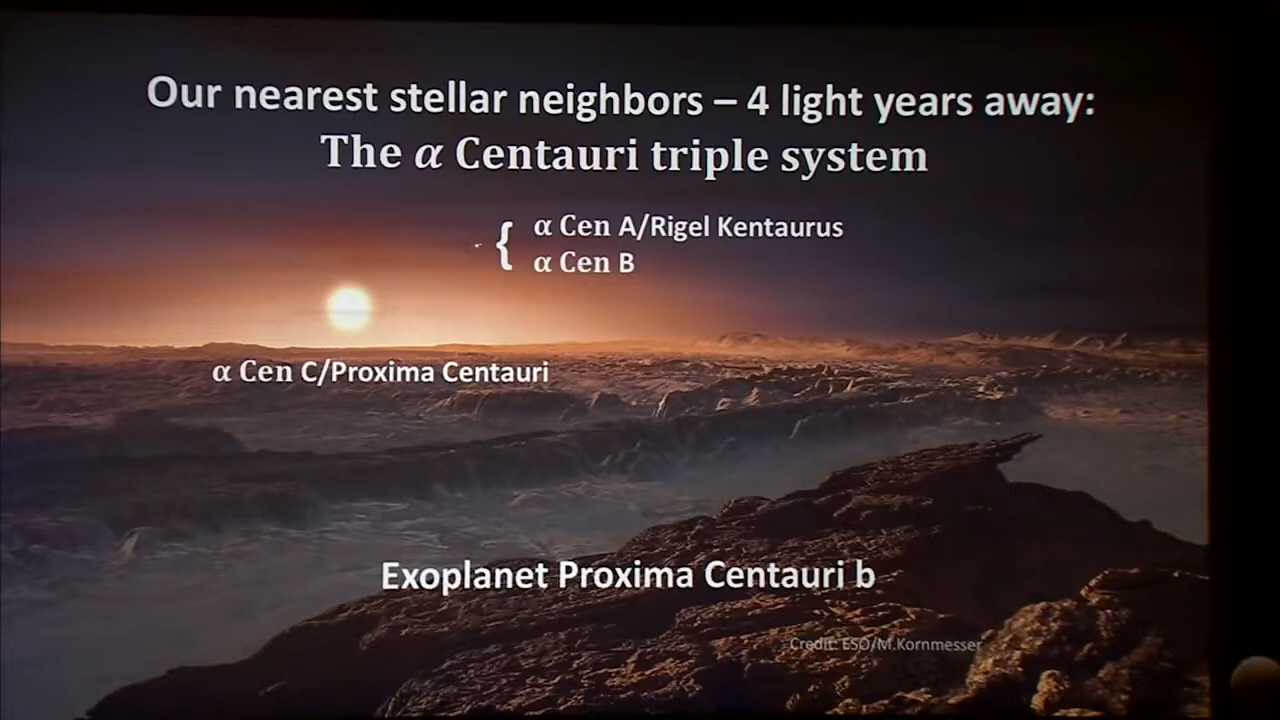 Our nearest stellar neighbors – 4 light years away:
The α Centauri triple system
{ α Cen A/Rigel Kentaurus
α Cen B
α Cen C/Proxima Centauri
Exoplanet Proxima Centauri b
Credit: ESO/M.Kornmesser